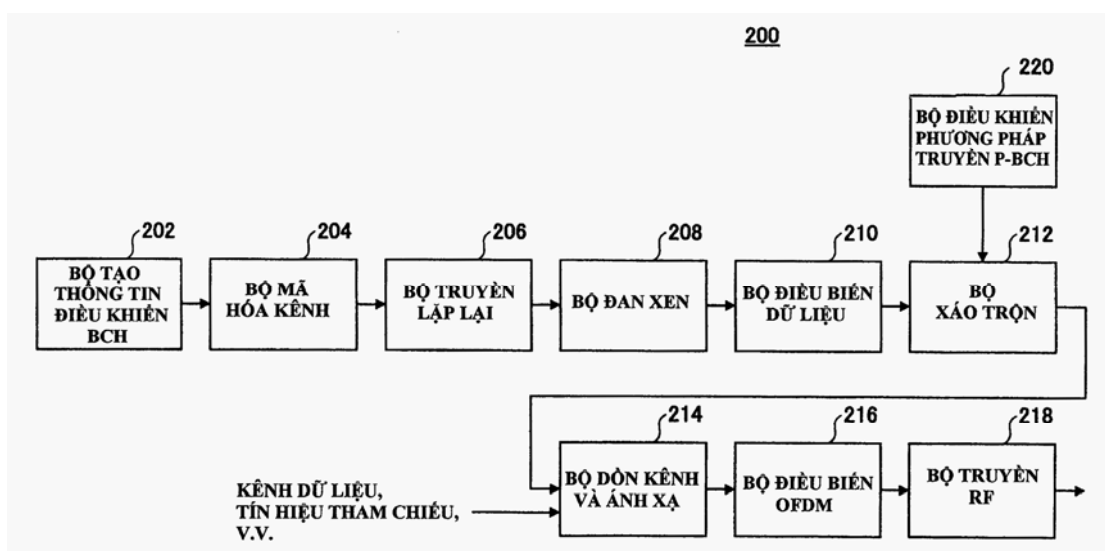 200
220
BỘ ĐIỀU KHIỂN
PHƯƠNG PHÁP
TRUYỀN P-BCH
202
BỘ TẠO
THÔNG TIN
ĐIỀU KHIỂN
BCH
204
BỘ MÃ
HÓA KÊNH
206
BỘ TRUYỀN
LẶP LẠI
208
BỘ ĐAN XEN
210
BỘ ĐIỀU BIẾN
DỮ LIỆU
212
BỘ
XÁO TRỘN
214
BỘ DỒN KÊNH
VÀ ÁNH XẠ
216
BỘ ĐIỀU BIẾN
OFDM
218
BỘ TRUYỀN
RF
KÊNH DỮ LIỆU,
TÍN HIỆU THAM CHIẾU,
V.V.